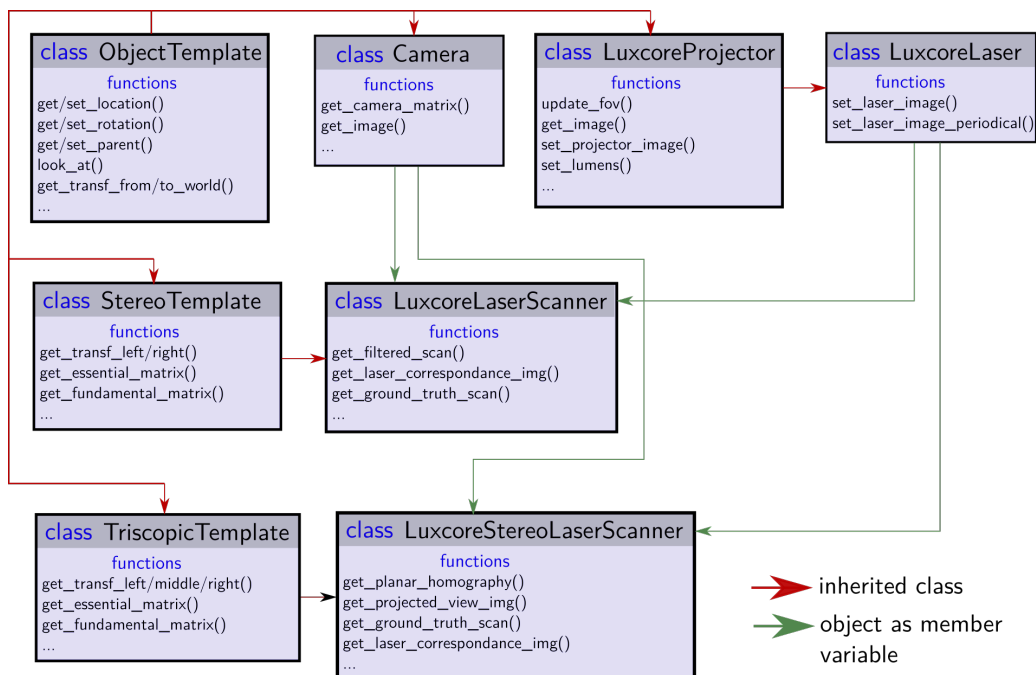 class ObjectTemplate
functions
get/set_location()
get/set_rotation()
get/set_parent()
look_at()
get_transf_from/to_world()
...
class Camera
functions
get_camera_matrix()
get_image()
...
class LuxcoreProjector
functions
update_fov()
get_image()
set_projector_image()
set_lumens()
...
class LuxcoreLaser
functions
set_laser_image()
set_laser_image_periodical()
class StereoTemplate
functions
get_transf_left/right()
get_essential_matrix()
get_fundamental_matrix()
...
class LuxcoreLaserScanner
functions
get_filtered_scan()
get_laser_correspondance_img()
get_ground_truth_scan()
...
class TriscopicTemplate
functions
get_transf_left/middle/right()
get_essential_matrix()
get_fundamental_matrix()
...
class LuxcoreStereoLaserScanner
functions
get_planar_homography()
get_projected_view_img()
get_ground_truth_scan()
get_laser_correspondance_img()
...
inherited class
object as member
variable